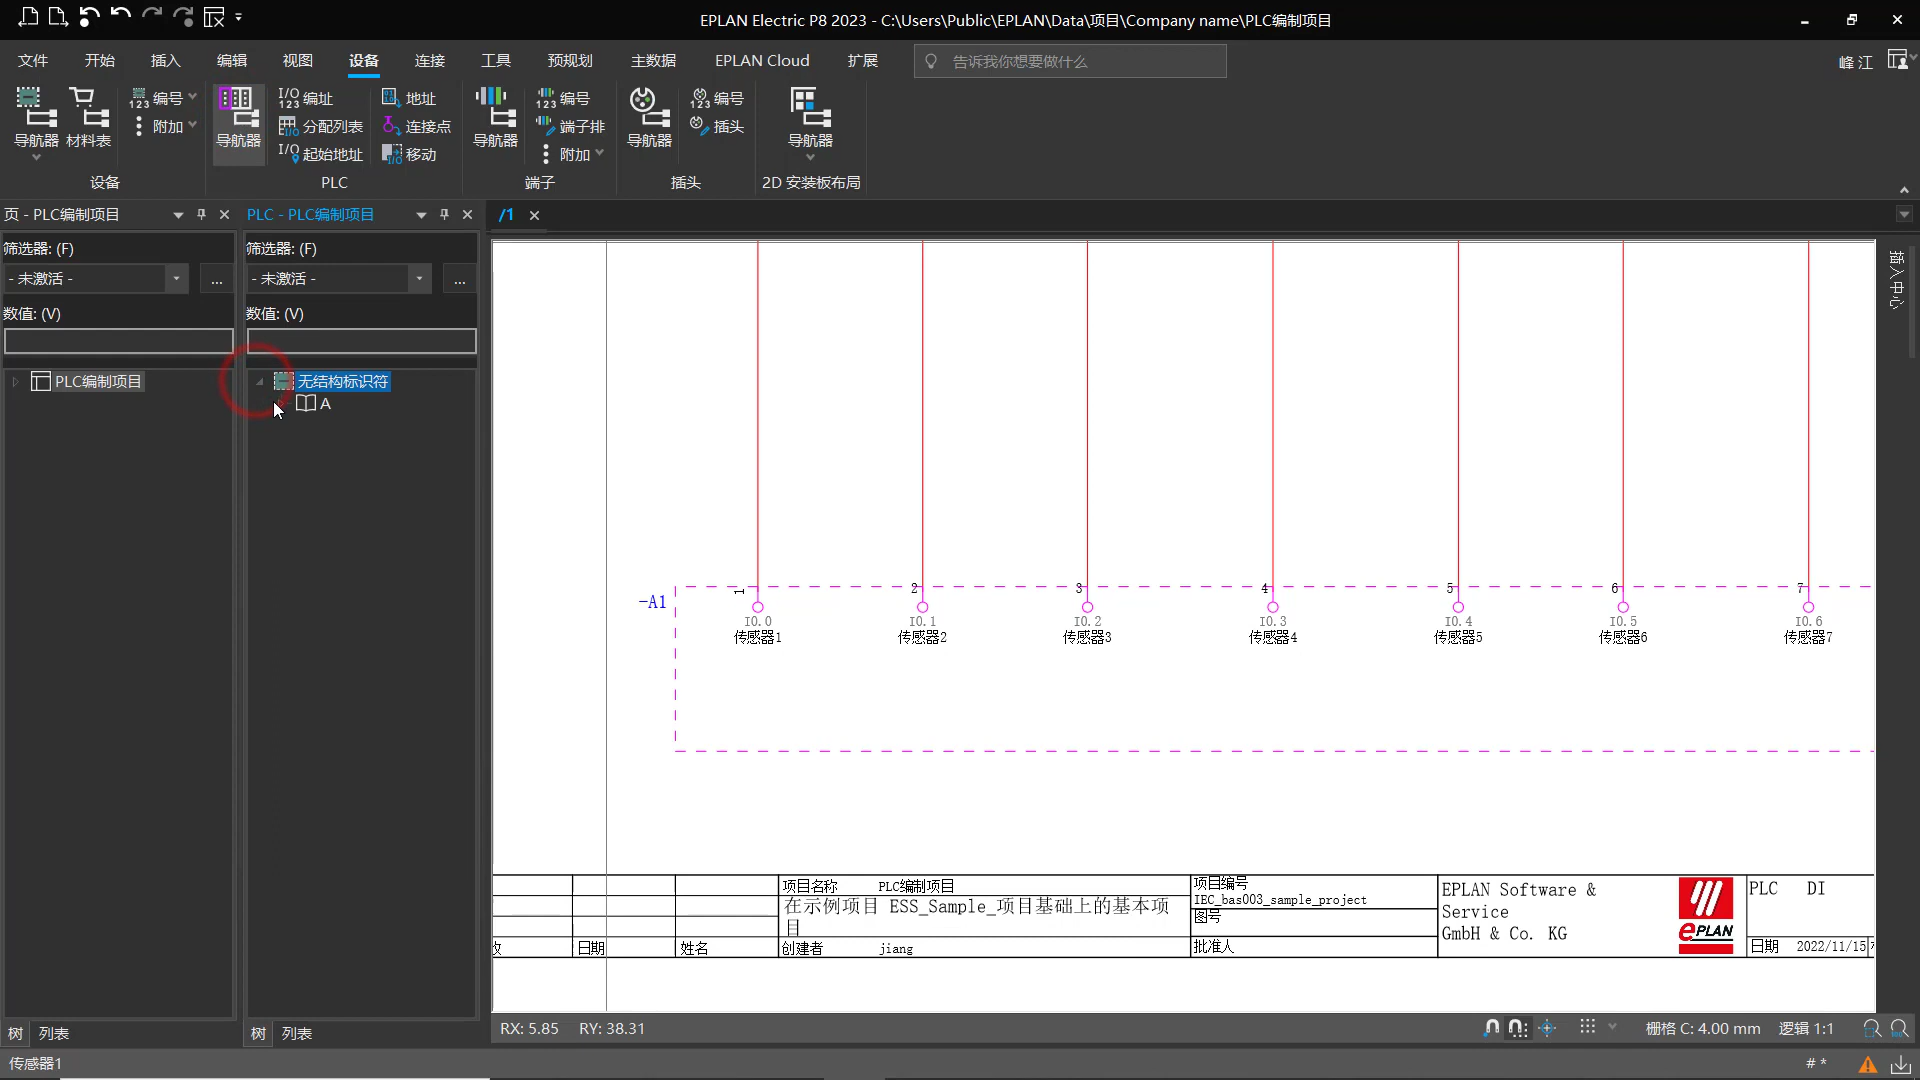 EPLAN Electric P8 2023 - C:\Users\Public\EPLAN\Data\项目\Company name\PLC编制项目
文件 开始 插入 编辑 视图 设备 连接 工具 预规划 主数据 EPLAN Cloud 扩展 告诉我你想要做什么 峰 江
导航器 材料表 编号 附加
导航器 编址 分配列表 起始地址 地址 连接点 移动
导航器 编号 端子排 附加
导航器 编号 插头
导航器
设备 PLC 端子 插头 2D 安装板布局
页 - PLC编制项目
筛选器: (F)
- 未激活 - ...
数值: (V)
PLC编制项目
树 列表
PLC - PLC编制项目
筛选器: (F)
- 未激活 - ...
数值: (V)
无结构标识符
A
树 列表
/1
插入中心
-A1
1 2 3 4 5 6 7
I0.0 I0.1 I0.2 I0.3 I0.4 I0.5 I0.6
传感器1 传感器2 传感器3 传感器4 传感器5 传感器6 传感器7
项目名称 PLC编制项目
在示例项目 ESS_Sample_项目基础上的基本项
目
日期 姓名 创建者 jiang
项目编号
IEC_bas003_sample_project
图号
批准人
EPLAN Software &
Service
GmbH & Co. KG
ePLAN
PLC DI
日期 2022/11/15
RX: 5.85 RY: 38.31
栅格 C: 4.00 mm 逻辑 1:1
传感器1
# *